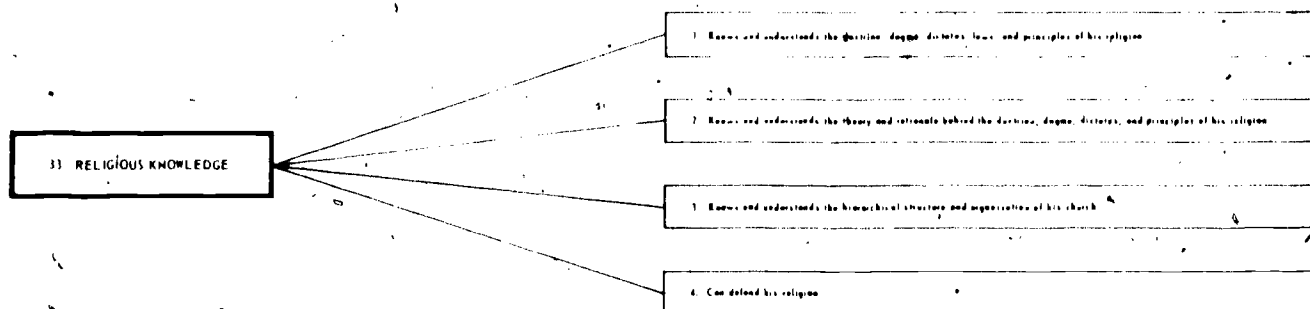 33 RELIGIOUS KNOWLEDGE
1. Knows and understands the doctrine, dogma, dictates, laws, and principles of his religion
2. Knows and understands the theory and rationale behind the doctrine, dogma, dictates, and principles of his religion
3. Knows and understands the hierarchical structure and organization of his church
4. Can defend his religion